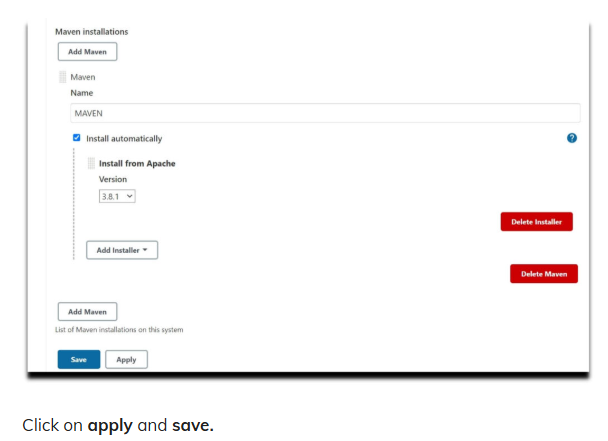 Maven installations
Add Maven
Maven
Name
MAVEN
Install automatically
?
Install from Apache
Version
3.8.1
Delete Installer
Add Installer
Delete Maven
Add Maven
List of Maven installations on this system
Save Apply
Click on apply and save.